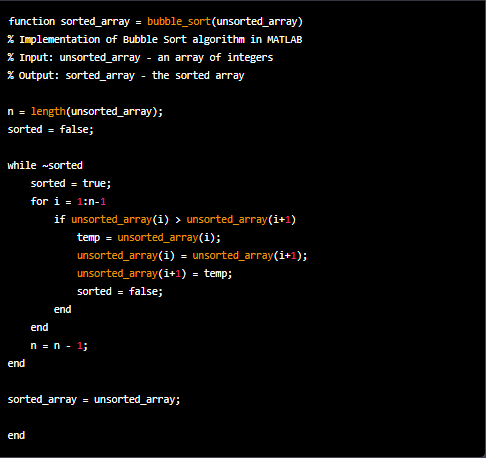 function sorted_array = bubble_sort(unsorted_array)
% Implementation of Bubble Sort algorithm in MATLAB
% Input: unsorted_array - an array of integers
% Output: sorted_array - the sorted array

n = length(unsorted_array);
sorted = false;

while ~sorted
    sorted = true;
    for i = 1:n-1
        if unsorted_array(i) > unsorted_array(i+1)
            temp = unsorted_array(i);
            unsorted_array(i) = unsorted_array(i+1);
            unsorted_array(i+1) = temp;
            sorted = false;
        end
    end
    n = n - 1;
end

sorted_array = unsorted_array;

end